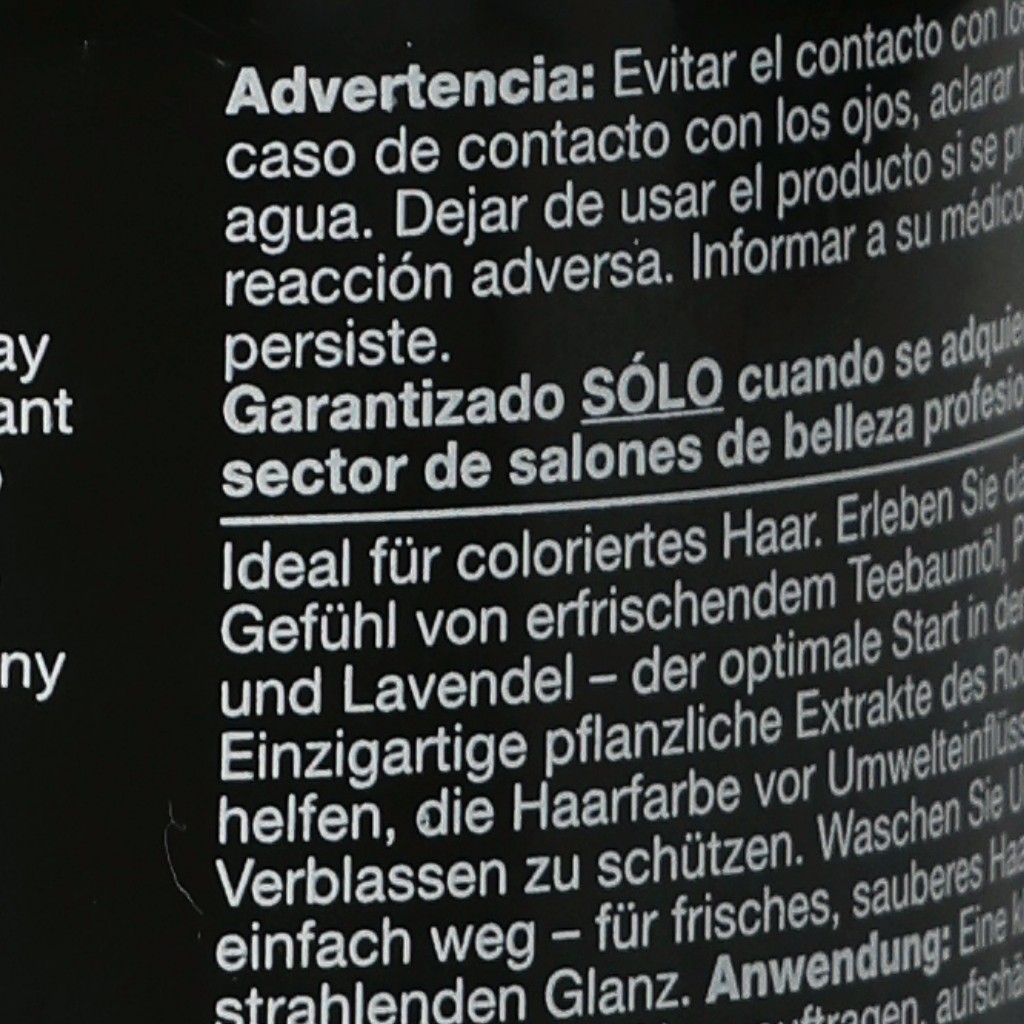 Advertencia: Evitar el contacto con
caso de contacto con los ojos, aclarar
agua. Dejar de usar el producto si se
reacción adversa. Informar a su médico
persiste.
Garantizado SÓLO cuando se
sector de salones de belleza
Ideal für coloriertes Haar. Erleben Sie
Gefühl von erfrischendem Teebaumöl,
und Lavendel – der optimale Start in
Einzigartige pflanzliche Extrakte des
helfen, die Haarfarbe vor
Verblassen zu schützen. Waschen Sie
einfach weg – für frisches, sauberes
strahlenden Glanz. Anwendung: Eine
ay
ant
ny